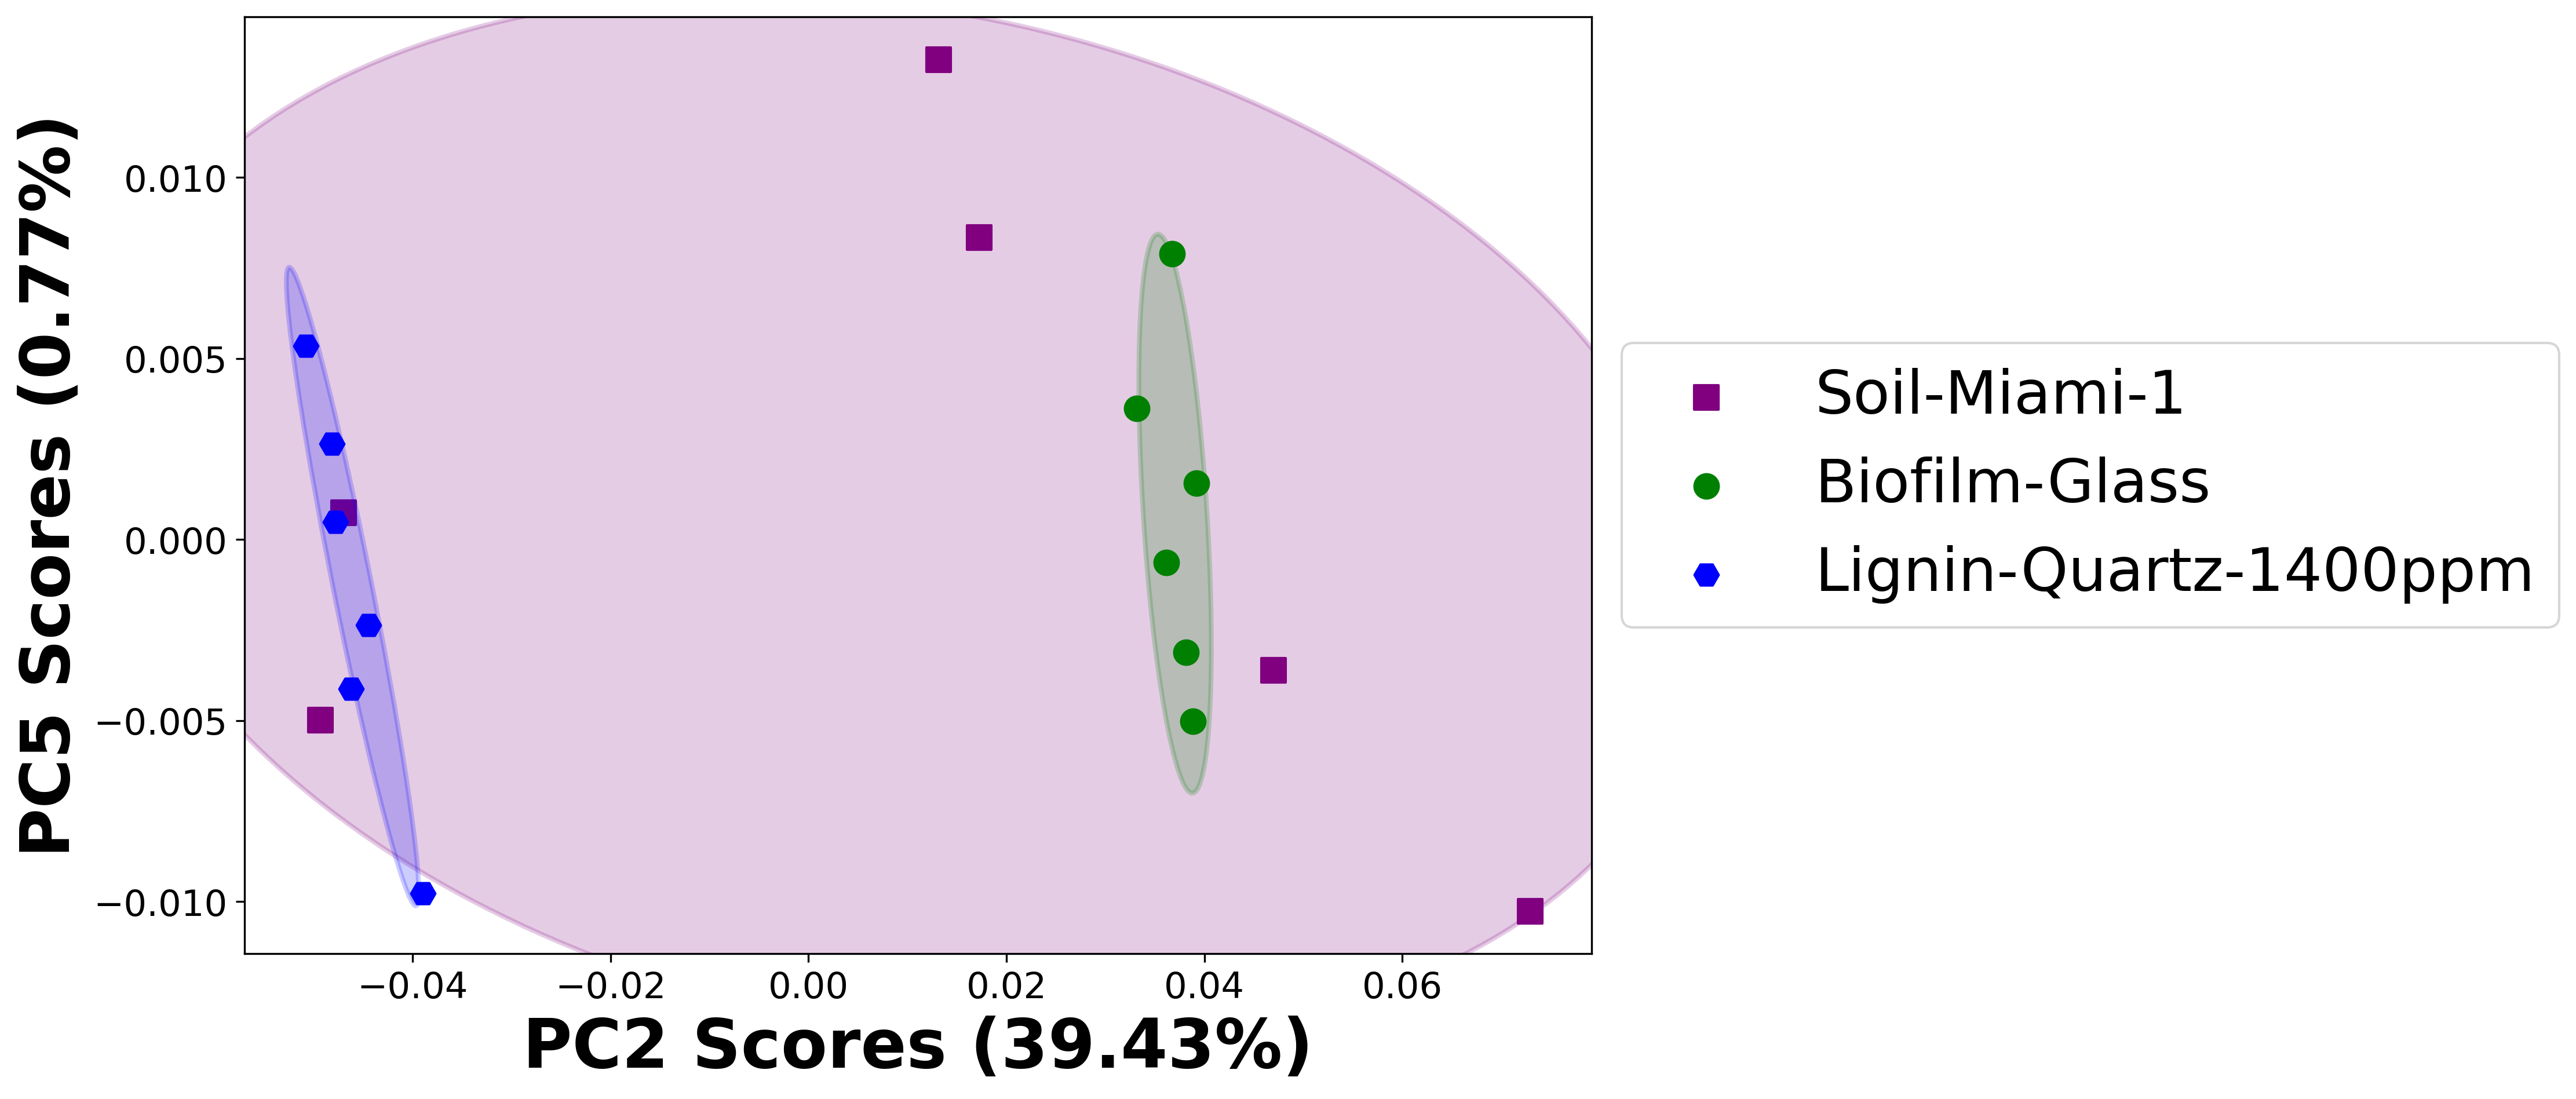 PC5 Scores (0.77%)
0.010
0.005
0.000
−0.005
−0.010
−0.04
−0.02
0.00
0.02
0.04
0.06
PC2 Scores (39.43%)
Soil-Miami-1
Biofilm-Glass
Lignin-Quartz-1400ppm